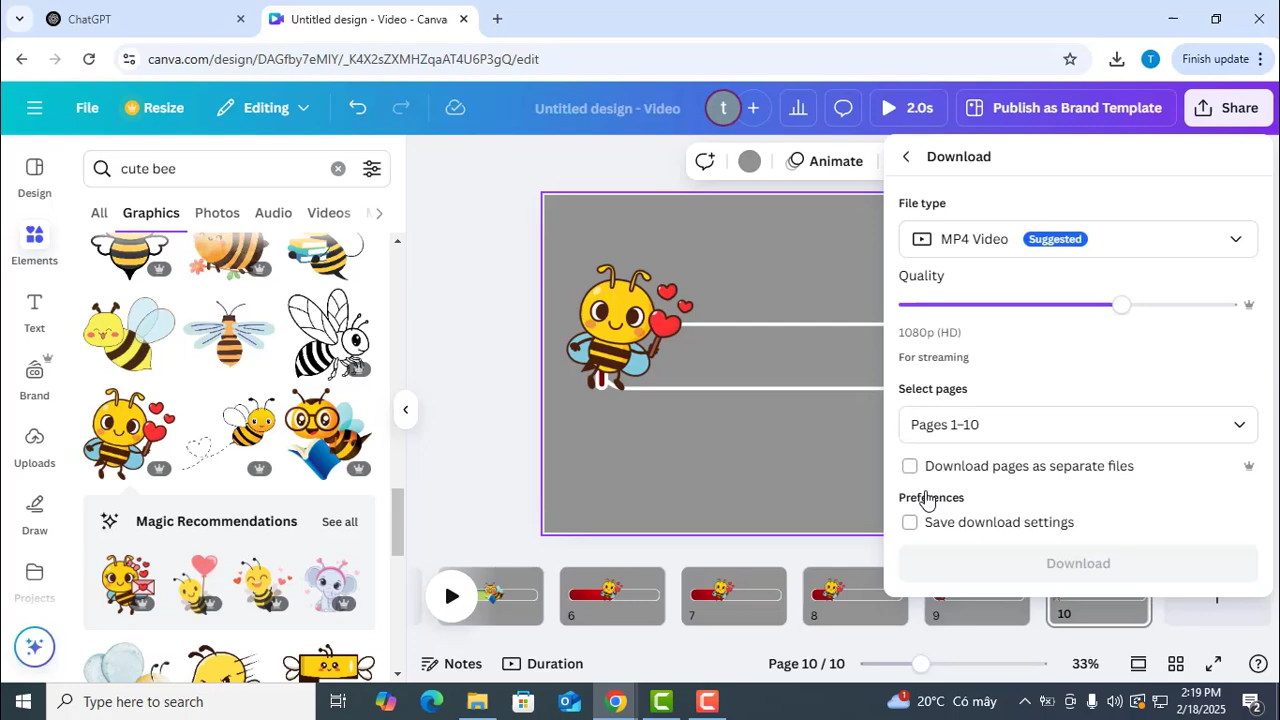 ChatGPT
Untitled design - Video - Canva
canva.com/design/DAGfby7eMIY/_K4X2sZXMHZqaAT4U6P3gQ/edit
T
Finish update
File
Resize
Editing
Untitled design - Video
t
2.0s
Publish as Brand Template
Share
Design
Elements
Text
Brand
Uploads
Draw
Projects
cute bee
All
Graphics
Photos
Audio
Videos
Magic Recommendations
See all
Animate
Download
File type
MP4 Video
Suggested
Quality
1080p (HD)
For streaming
Select pages
Pages 1–10
Download pages as separate files
Preferences
Save download settings
Download
6
7
8
9
10
Notes
Duration
Page 10 / 10
33%
Type here to search
1
20°C
Có mây
2:19 PM
2/18/2025
2